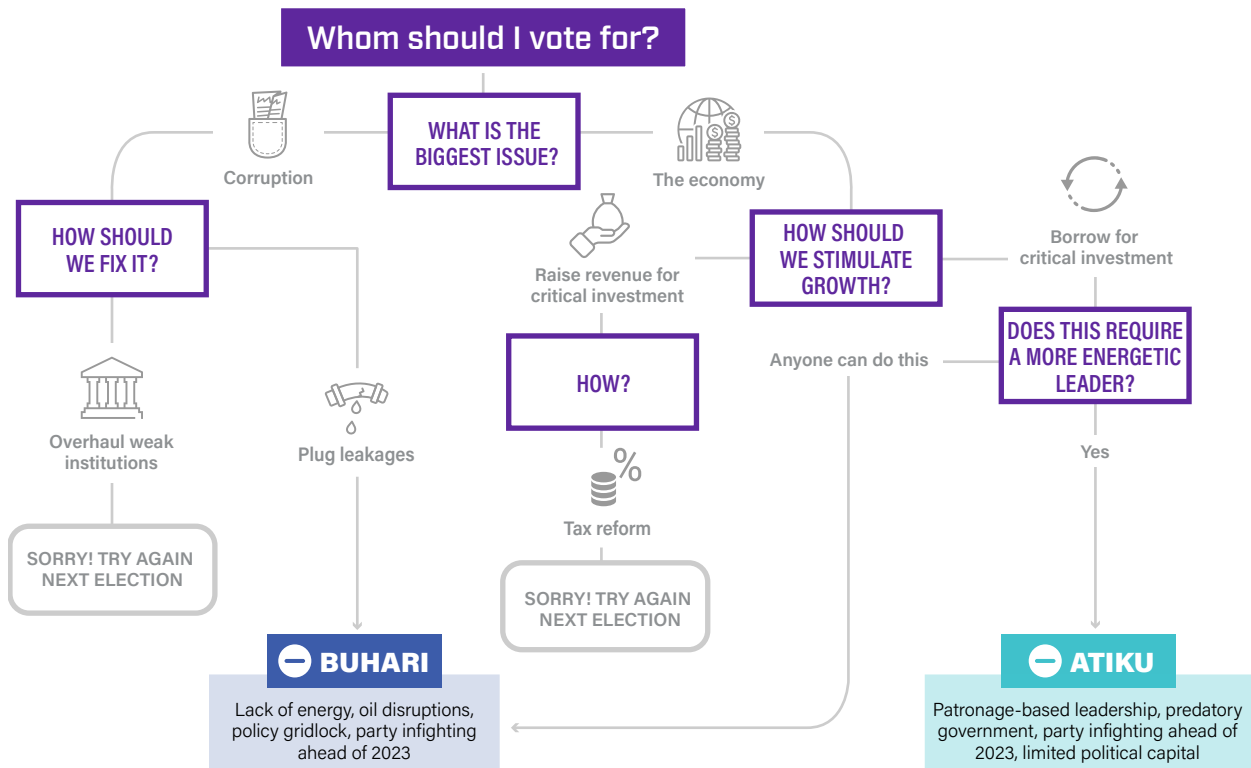 Whom should I vote for?
WHAT IS THE
BIGGEST ISSUE?
Corruption
The economy
HOW SHOULD
WE FIX IT?
HOW SHOULD
WE STIMULATE
GROWTH?
Raise revenue for
critical investment
Borrow for
critical investment
HOW?
DOES THIS REQUIRE
A MORE ENERGETIC
LEADER?
Anyone can do this
Yes
Overhaul weak
institutions
Plug leakages
%
Tax reform
SORRY! TRY AGAIN
NEXT ELECTION
SORRY! TRY AGAIN
NEXT ELECTION
BUHARI
Lack of energy, oil disruptions,
policy gridlock, party infighting
ahead of 2023
ATIKU
Patronage-based leadership, predatory
government, party infighting ahead of
2023, limited political capital